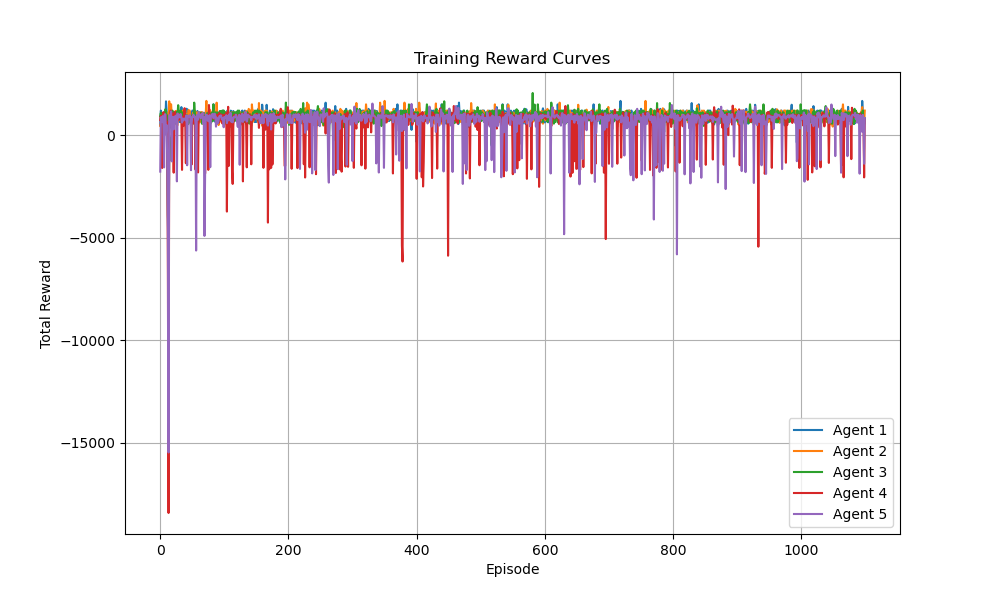 Training Reward Curves
Total Reward
0
−5000
−10000
−15000
0 200 400 600 800 1000
Episode
Agent 1
Agent 2
Agent 3
Agent 4
Agent 5